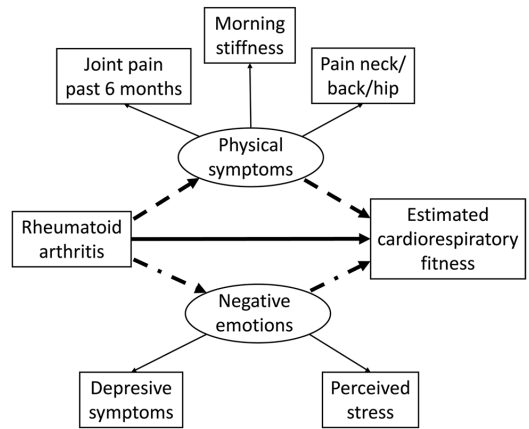 Morning
stiffness
Joint pain
past 6 months
Pain neck/
back/hip
Physical
symptoms
Rheumatoid
arthritis
Estimated
cardiorespiratory
fitness
Negative
emotions
Depresive
symptoms
Perceived
stress